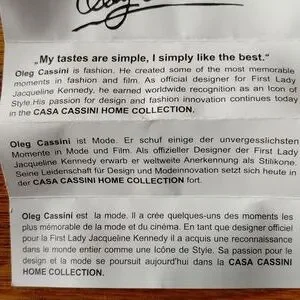 „My tastes are simple, I simply like the best."
Oleg Cassini is fashion. He created some of the most memorable
moments in fashion and film. As official designer for First Lady
Jacqueline Kennedy, he earned worldwide recognition as an Icon of
Style.His passion for design and fashion innovation continues today
in the CASA CASSINI HOME COLLECTION.
Oleg Cassini ist Mode. Er schuf einige der unvergesslichsten
Momente in Mode und Film. Als offizieller Designer der First Lady
Jacqueline Kennedy erwarb er weltweite Anerkennung als Stilikone.
Seine Leidenschaft für Design und Modeinnovation setzt sich heute in
der CASA CASSINI HOME COLLECTION fort.
Oleg Cassini est la mode. Il a crée quelques-uns des moments les
plus mémorable de la mode et du cinéma. En tant que designer officiel
pour la First Lady Jacqueline Kennedy il a acquis une reconnaissance
dans le monde entier comme une Icône de Style. Sa passion pour le
design et la mode se poursuit aujourd'hui dans la CASA CASSINI
HOME COLLECTION.